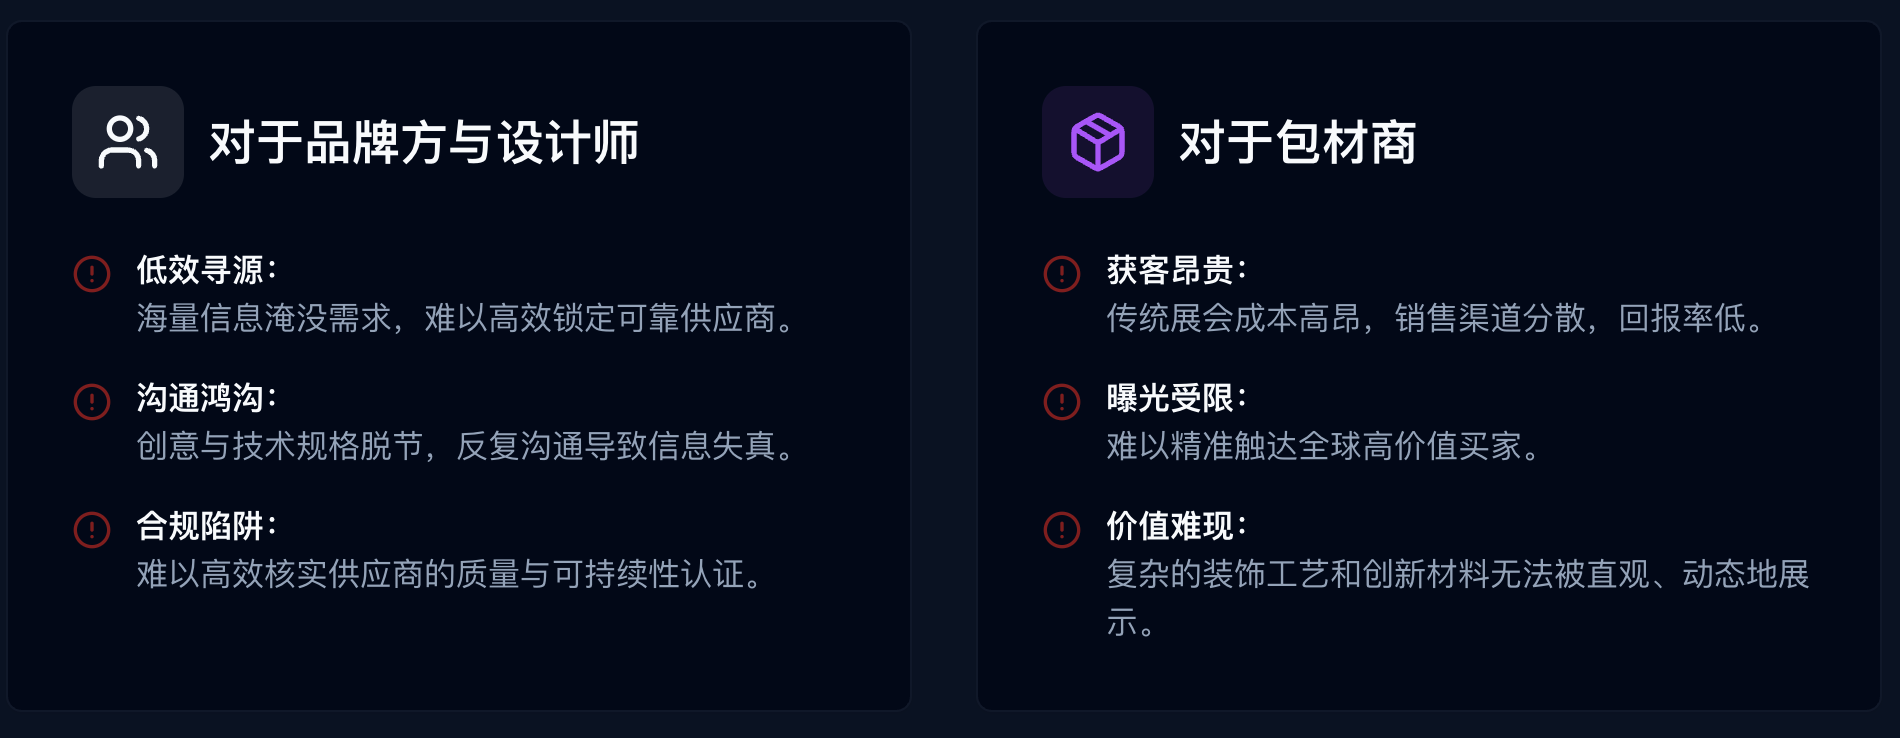 对于品牌方与设计师
低效寻源：
海量信息淹没需求，难以高效锁定可靠供应商。
沟通鸿沟：
创意与技术规格脱节，反复沟通导致信息失真。
合规陷阱：
难以高效核实供应商的质量与可持续性认证。
对于包材商
获客昂贵：
传统展会成本高昂，销售渠道分散，回报率低。
曝光受限：
难以精准触达全球高价值买家。
价值难现：
复杂的装饰工艺和创新材料无法被直观、动态地展
示。